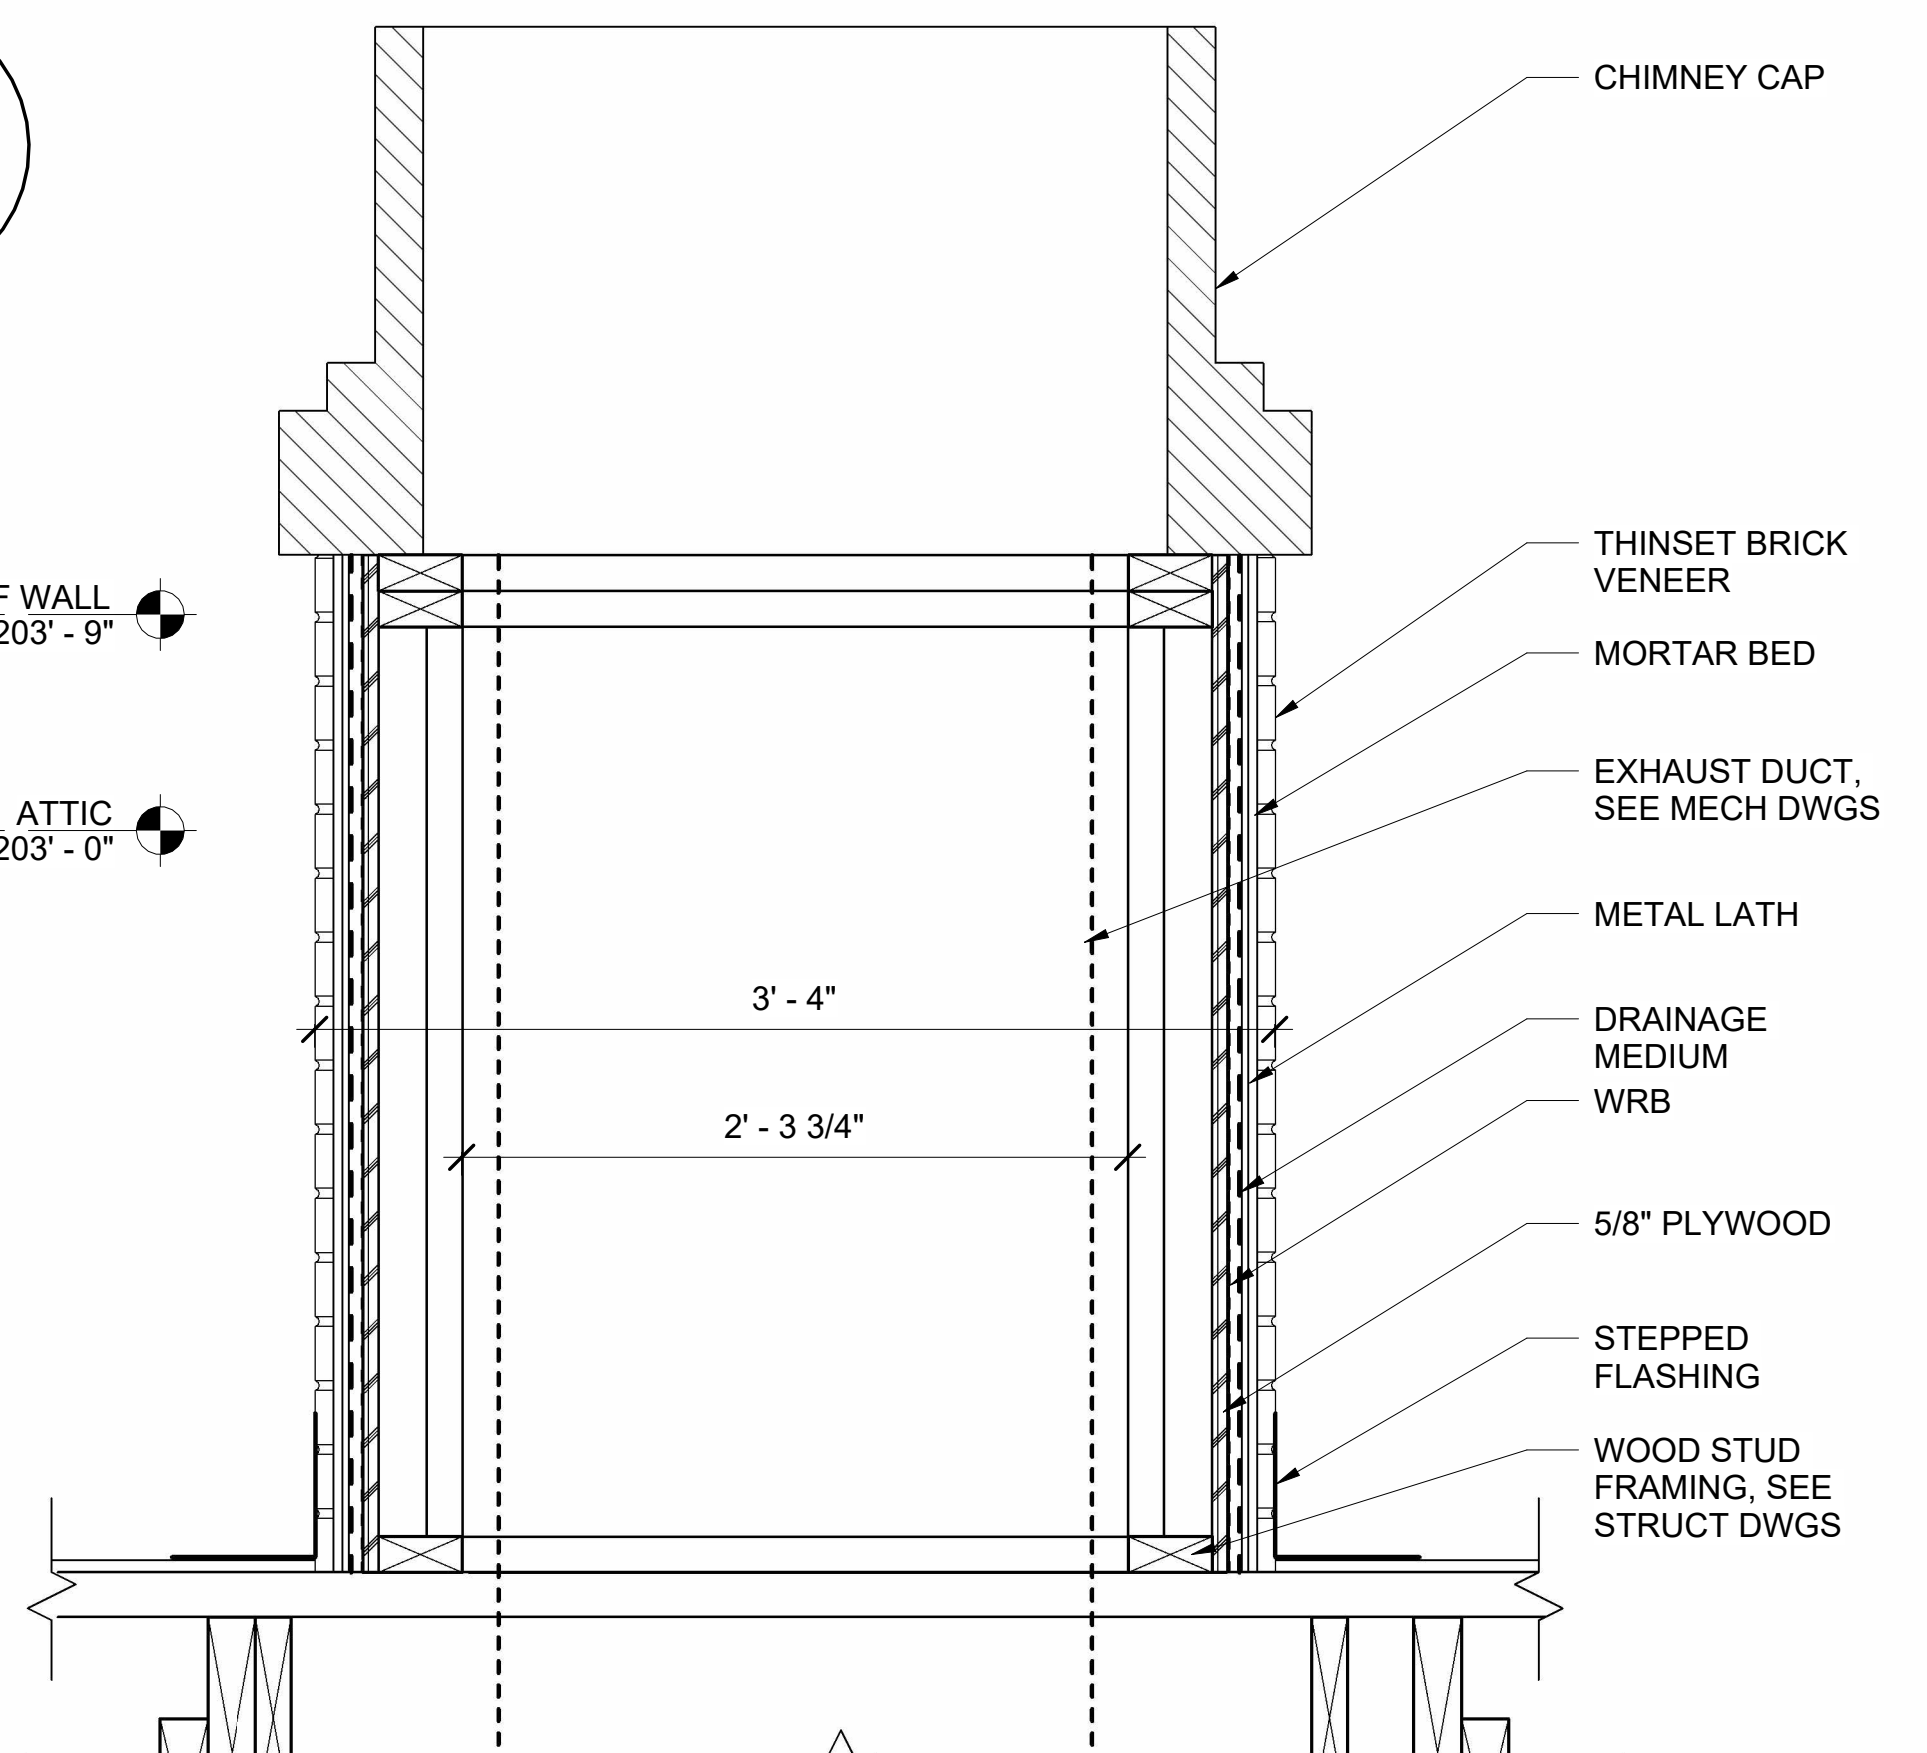 CHIMNEY CAP
THINSET BRICK
VENEER
WALL
203' - 9"
MORTAR BED
EXHAUST DUCT,
SEE MECH DWGS
ATTIC
203' - 0"
METAL LATH
3' - 4"
DRAINAGE
MEDIUM
WRB
2' - 3 3/4"
5/8" PLYWOOD
STEPPED
FLASHING
WOOD STUD
FRAMING, SEE
STRUCT DWGS